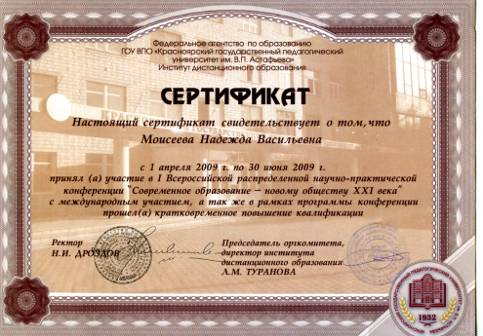 Федеральное агентство по образованию
ГОУ ВПО «Красноярский государственный педагогический
университет им. В.П. Астафьева»
Институт дистанционного образования
СЕРТИФИКАТ
Настоящий сертификат свидетельствует о том, что
Моисеева Надежда Васильевна
с 1 апреля 2009 г. по 30 июня 2009 г.
принял (а) участие в I Всероссийской распределенной научно-практической
конференции "Современное образование – новому обществу XXI века"
с международным участием, а так же в рамках программы конференции
прошел(а) кратковременное повышение квалификации
Ректор
Н.И. ДРОЗДОВ
Председатель оргкомитета,
директор института
дистанционного образования
Л.М. ТУРАНОВА
1932